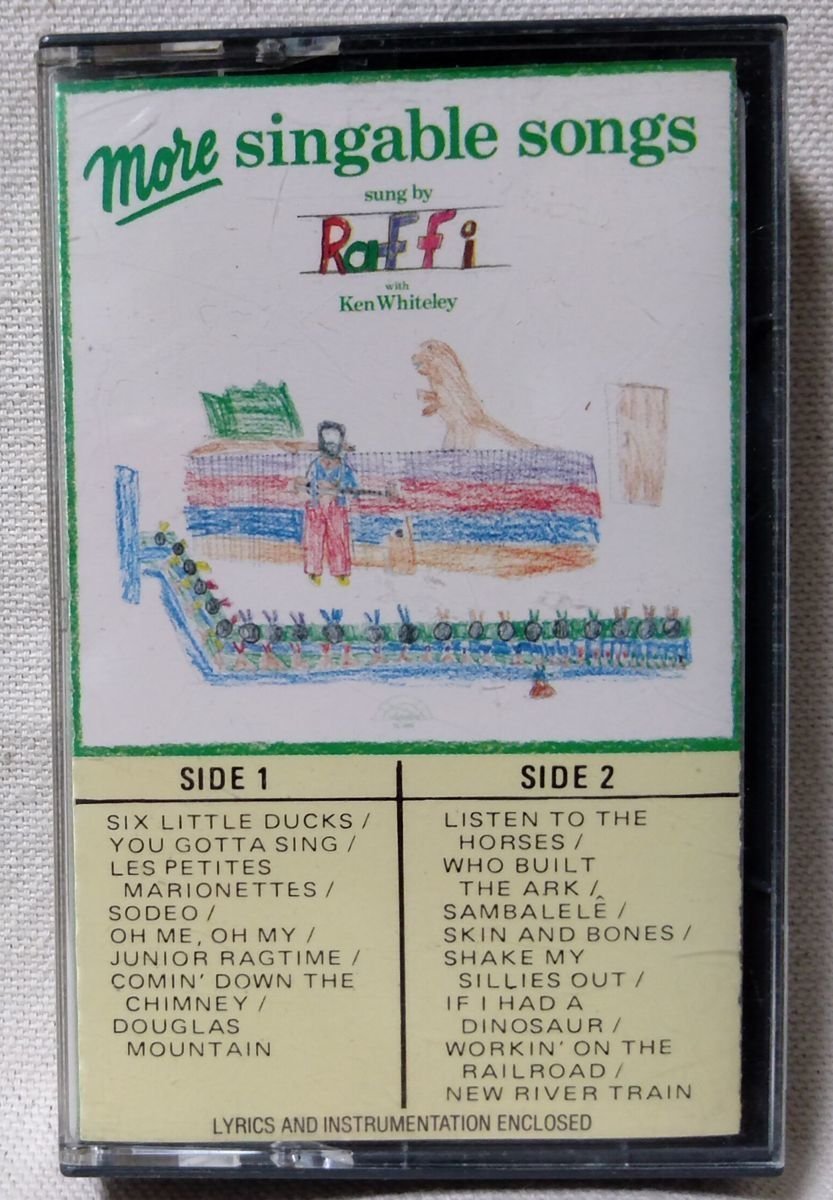 more singable songs
sung by
Raffi
with
Ken Whiteley
SIDE 1
SIX LITTLE DUCKS /
YOU GOTTA SING /
LES PETITES
MARIONETTES /
SODEO /
OH ME, OH MY /
JUNIOR RAGTIME /
COMIN' DOWN THE
CHIMNEY /
DOUGLAS
MOUNTAIN
SIDE 2
LISTEN TO THE
HORSES /
WHO BUILT
THE ARK /
SAMBALELÊ /
SKIN AND BONES /
SHAKE MY
SILLIES OUT /
IF I HAD A
DINOSAUR /
WORKIN' ON THE
RAILROAD /
NEW RIVER TRAIN
LYRICS AND INSTRUMENTATION ENCLOSED